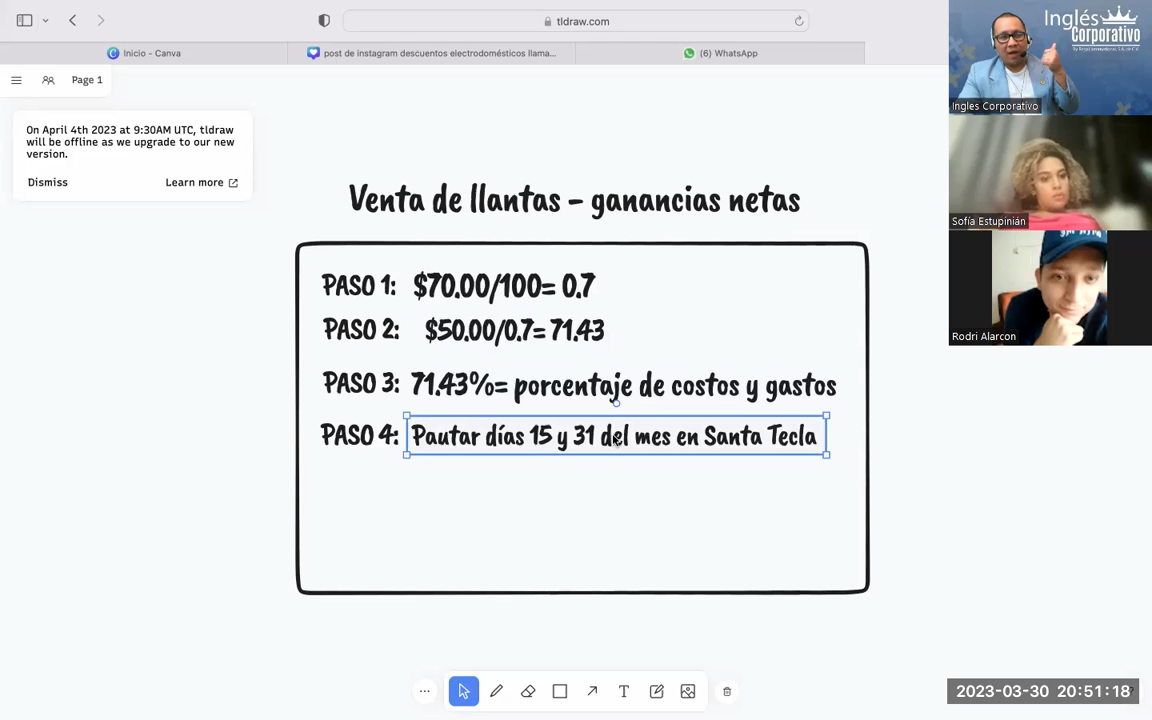 tldraw.com
Inicio - Canva
post de instagram descuentos electrodomésticos llama...
(6) WhatsApp
Page 1
On April 4th 2023 at 9:30AM UTC, tldraw
will be offline as we upgrade to our new
version.
Dismiss
Learn more
Venta de llantas - ganancias netas
PASO 1: $70.00/100= 0.7
PASO 2: $50.00/0.7= 71.43
PASO 3: 71.43%= porcentaje de costos y gastos
PASO 4: Pautar días 15 y 31 del mes en Santa Tecla
Inglés
Corporativo
Ingles Corporativo
Sofía Estupinián
Rodri Alarcon
2023-03-30 20:51:18